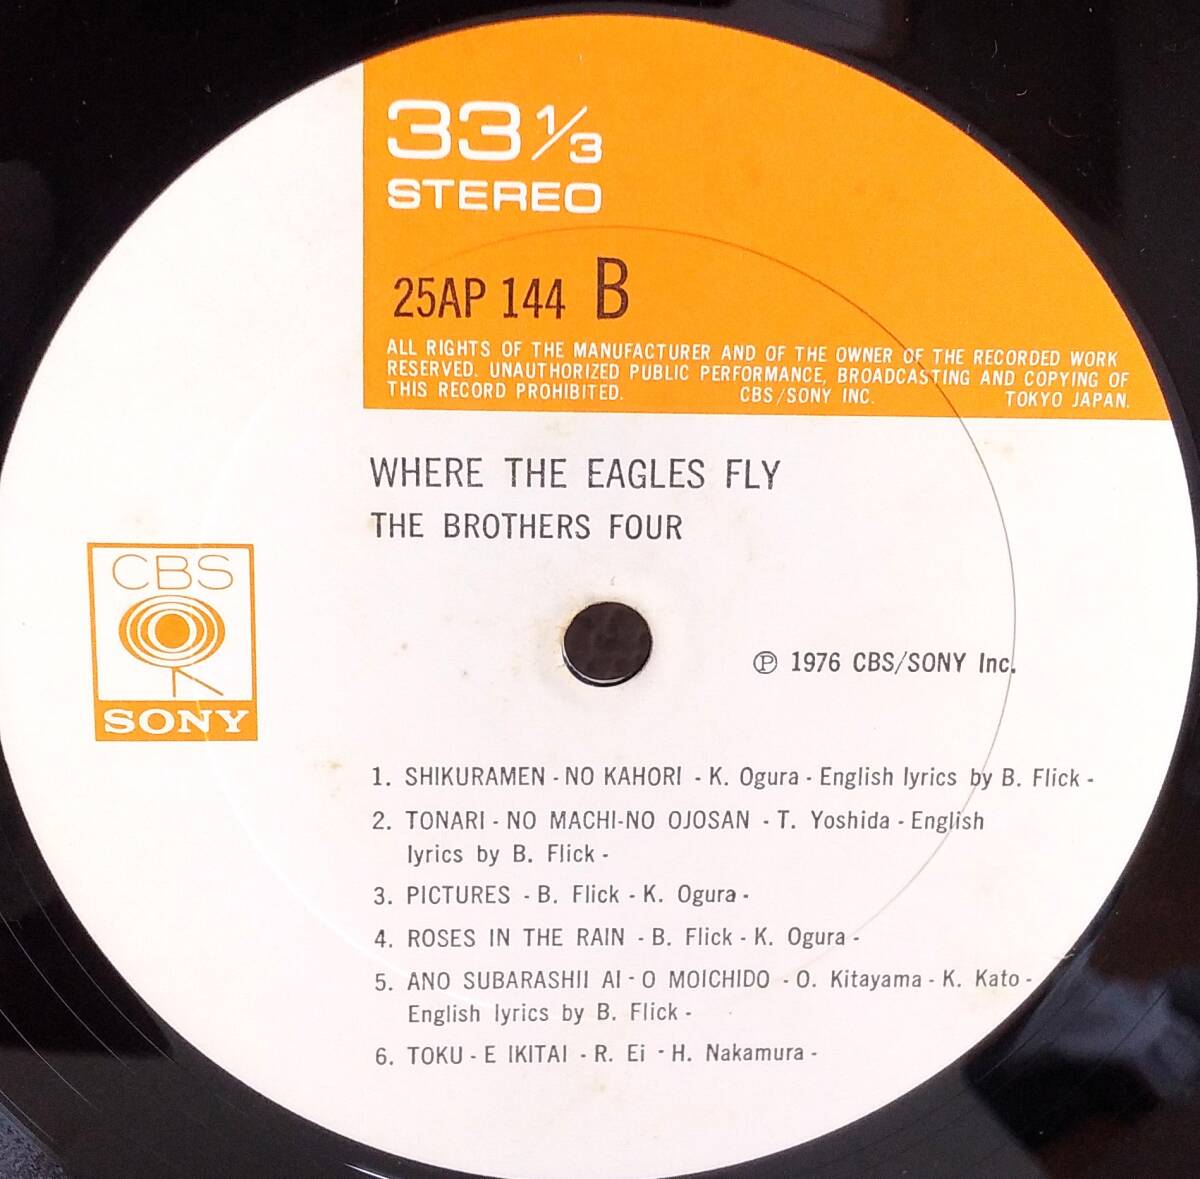 33 1/3
STEREO
25AP 144 B
ALL RIGHTS OF THE MANUFACTURER AND OF THE OWNER OF THE RECORDED WORK
RESERVED. UNAUTHORIZED PUBLIC PERFORMANCE, BROADCASTING AND COPYING OF
THIS RECORD PROHIBITED. CBS/SONY INC. TOKYO JAPAN.
WHERE THE EAGLES FLY
THE BROTHERS FOUR
CBS
SONY
℗ 1976 CBS/SONY Inc.
1. SHIKURAMEN - NO KAHORI - K. Ogura - English lyrics by B. Flick -
2. TONARI - NO MACHI-NO OJOSAN - T. Yoshida - English
lyrics by B. Flick -
3. PICTURES - B. Flick - K. Ogura -
4. ROSES IN THE RAIN - B. Flick - K. Ogura -
5. ANO SUBARASHII AI - O MOICHIDO - O. Kitayama - K. Kato -
English lyrics by B. Flick -
6. TOKU - E IKITAI - R. Ei - H. Nakamura -